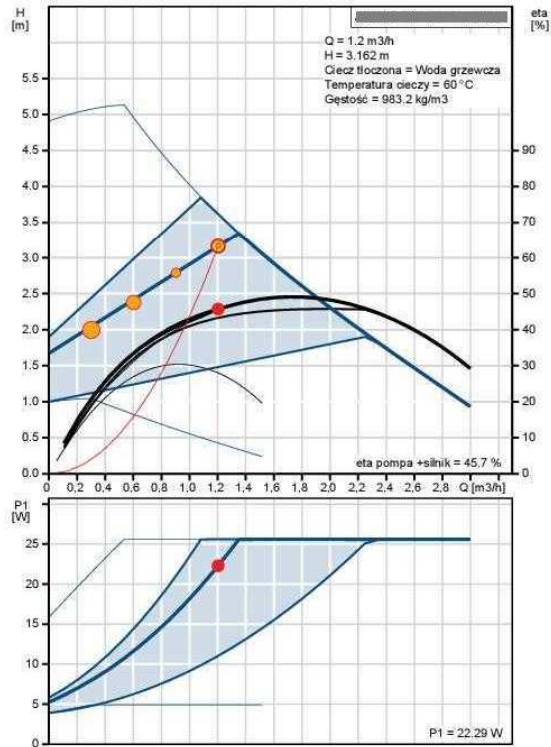 H
[m]
eta
[%]
Q = 1.2 m3/h
H = 3.162 m
Ciecz tłoczona = Woda grzewcza
Temperatura cieczy = 60 °C
Gęstość = 983.2 kg/m3
5.5
5.0
4.5
4.0
3.5
3.0
2.5
2.0
1.5
1.0
0.5
0.0
90
80
70
60
50
40
30
20
10
0
eta pompa +silnik = 45.7 %
0 0,2 0,4 0,6 0,8 1,0 1,2 1,4 1,6 1,8 2,0 2,2 2,4 2,6 2,8 Q [m3/h]
P1
[W]
25
20
15
10
5
0
P1 = 22.29 W